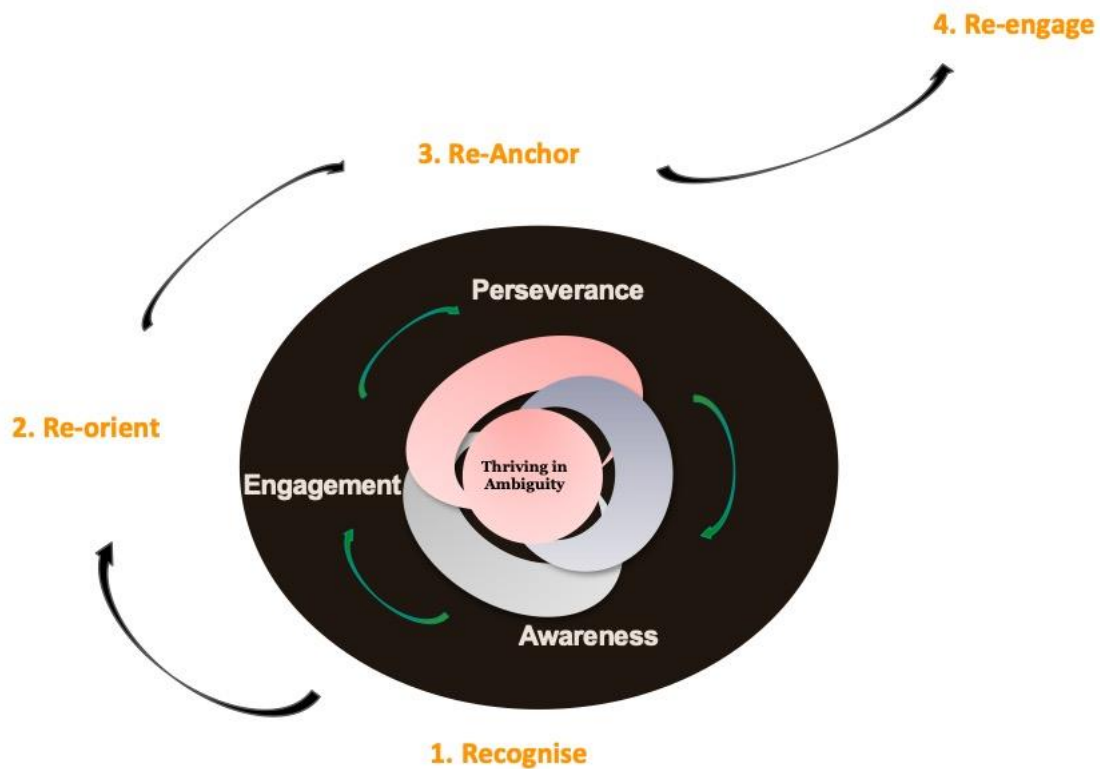 4. Re-engage
3. Re-Anchor
Perseverance
2. Re-orient
Thriving in
Ambiguity
Engagement
Awareness
1. Recognise